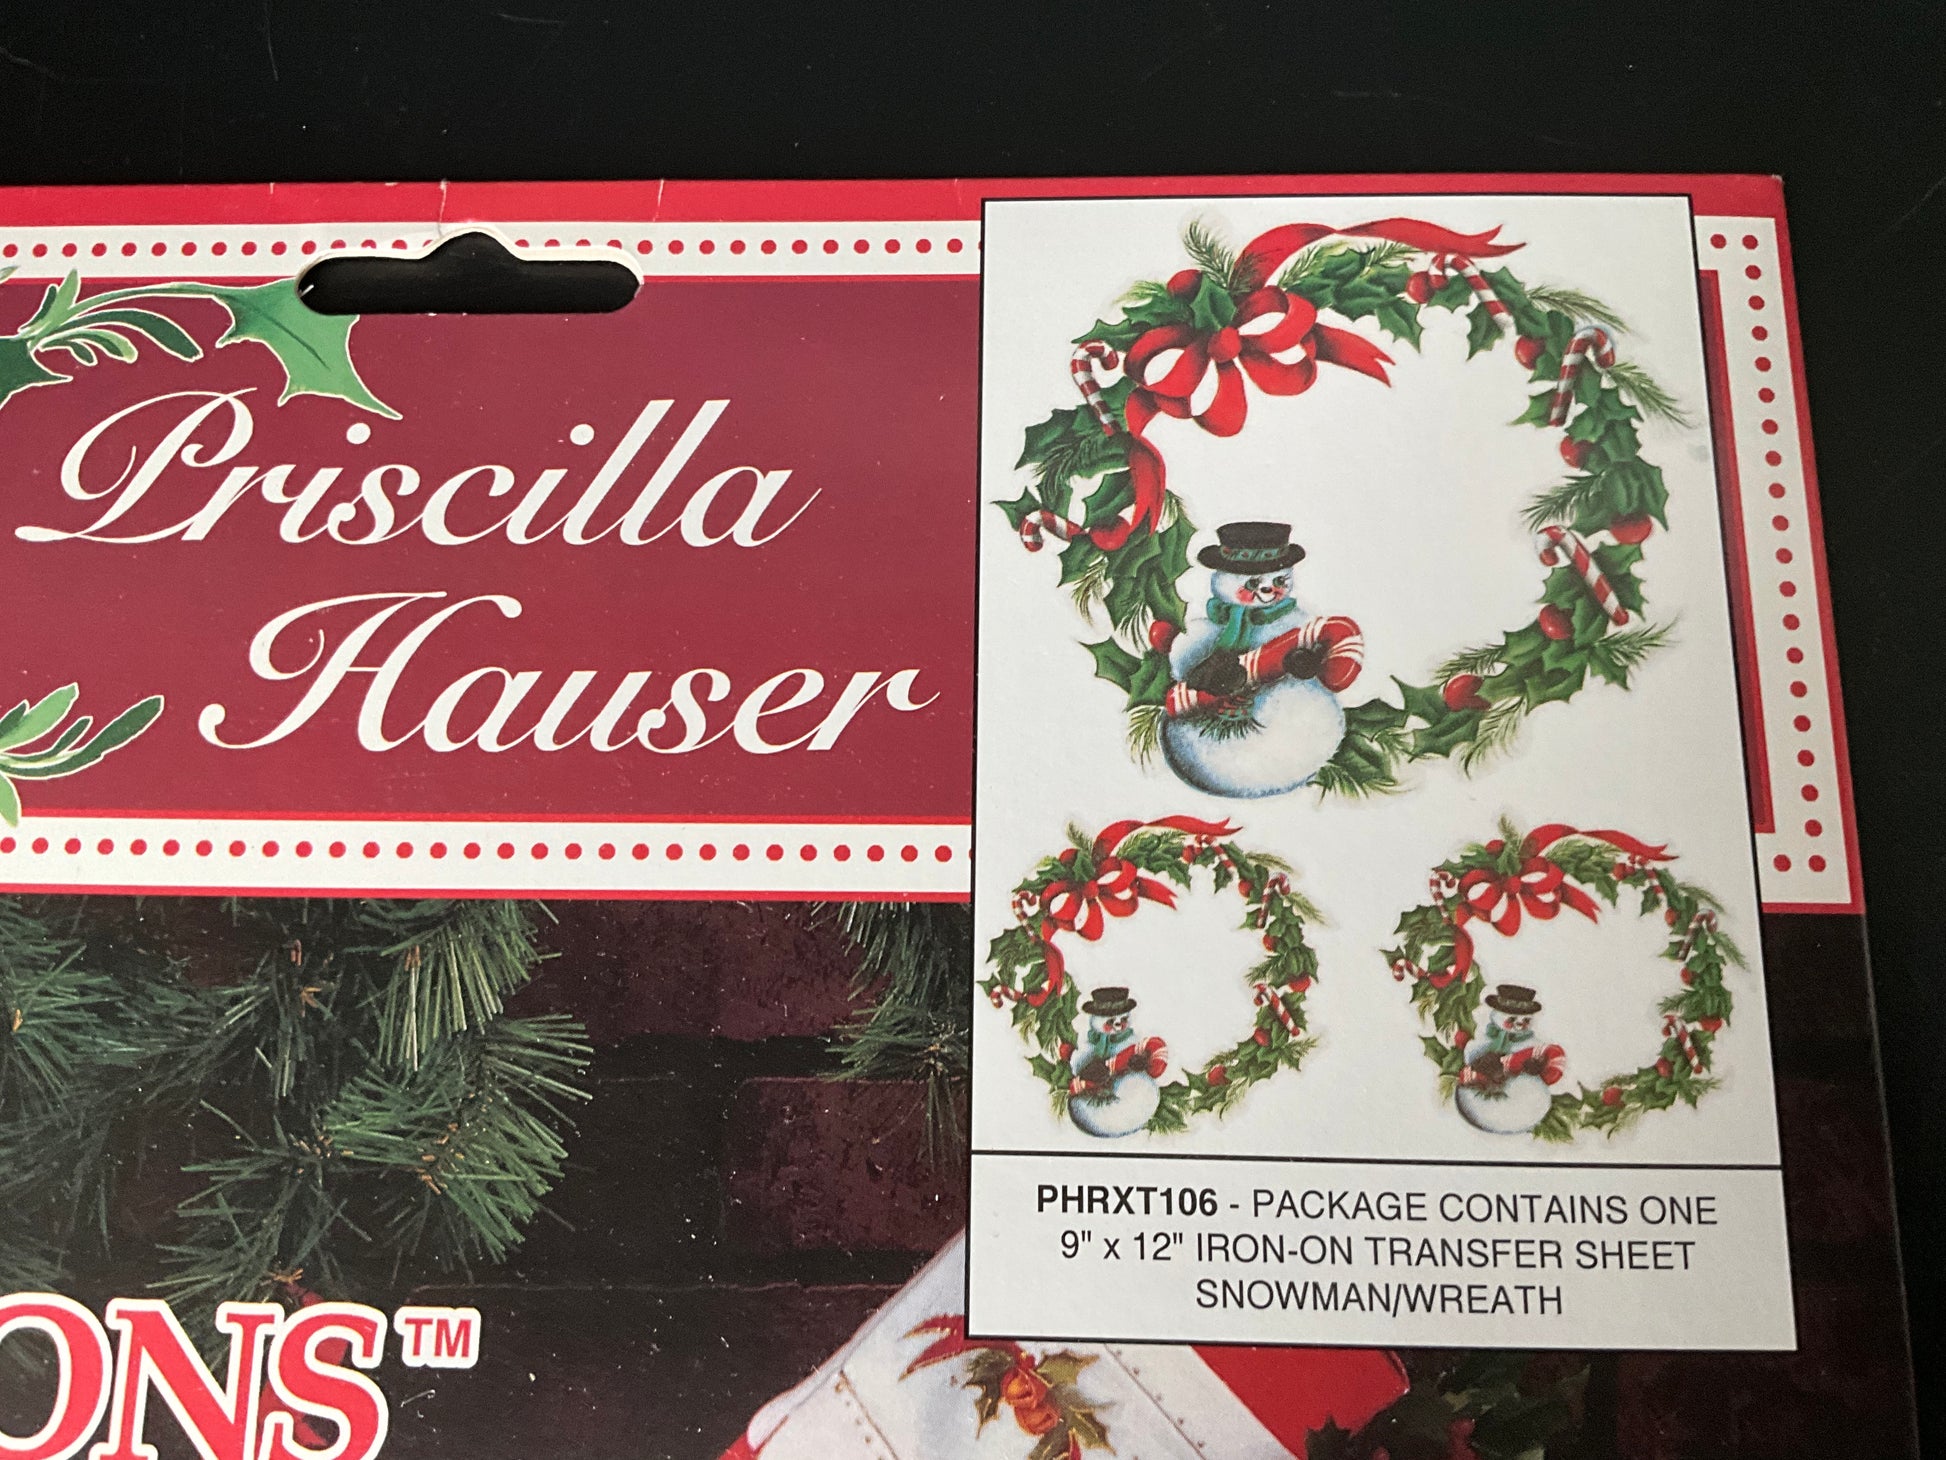 Priscilla
Hauser
PHRXT106 - PACKAGE CONTAINS ONE
9" x 12" IRON-ON TRANSFER SHEET
SNOWMAN/WREATH
ONS™